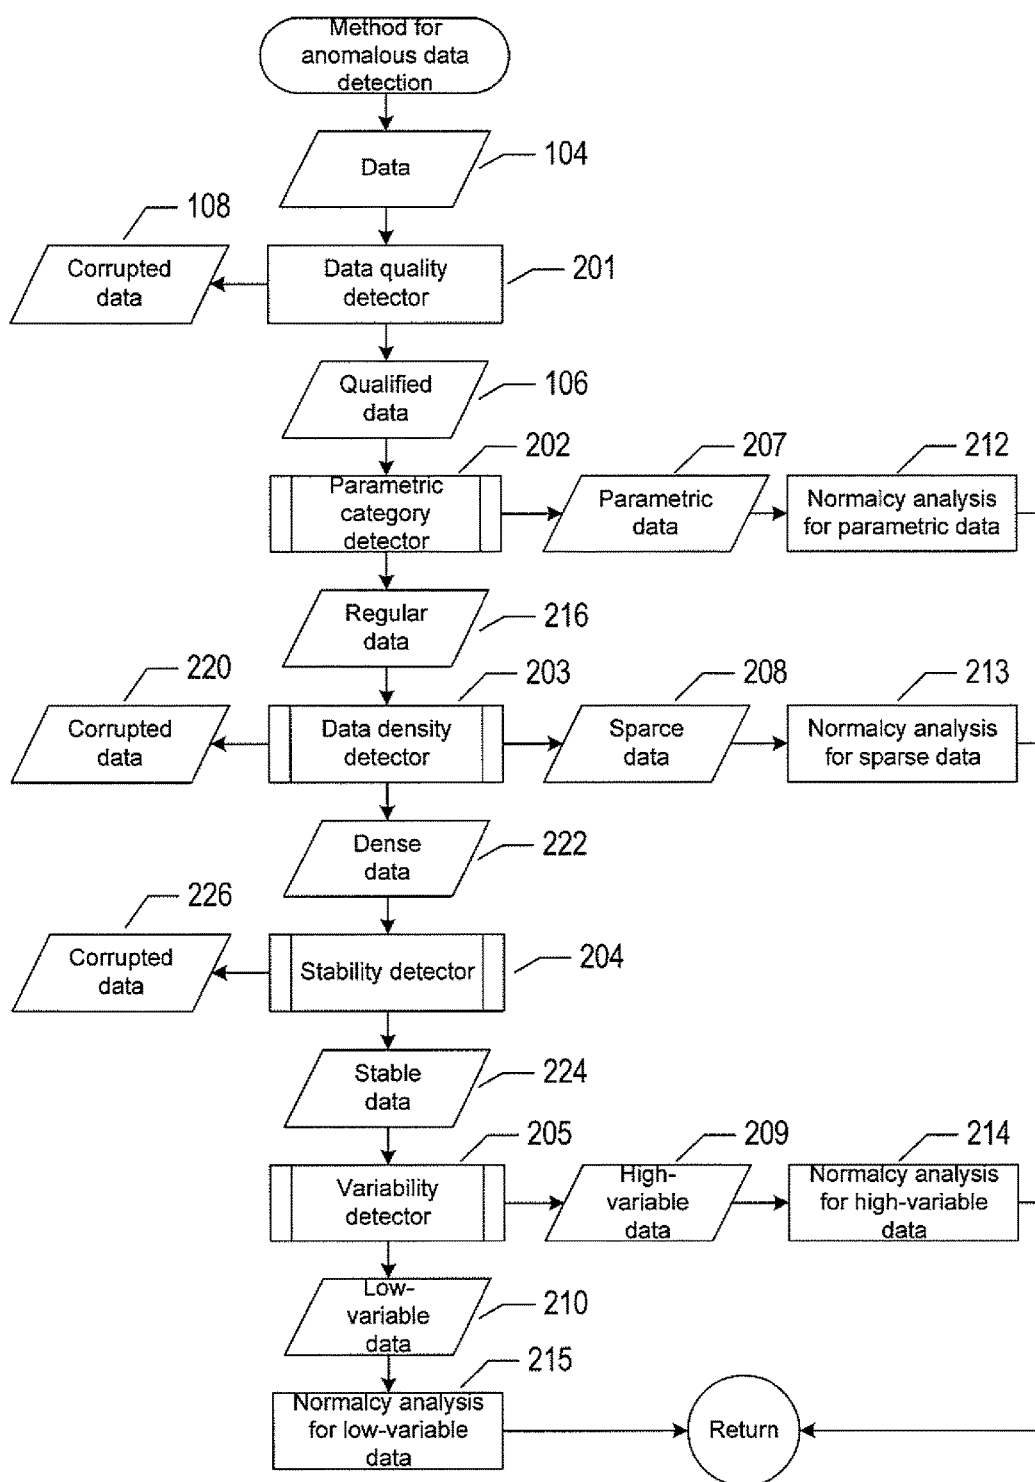 Method for
anomalous data
detection
Data
104
108
Corrupted
data
Data quality
detector
201
Qualified
data
106
202
207
212
Parametric
category
detector
Parametric
data
Normalcy analysis
for parametric data
Regular
data
216
220
203
208
213
Corrupted
data
Data density
detector
Sparce
data
Normalcy analysis
for sparse data
Dense
data
222
226
Corrupted
data
Stability detector
204
Stable
data
224
205
209
214
Variability
detector
High-
variable
data
Normalcy analysis
for high-variable
data
Low-
variable
data
210
215
Normalcy analysis
for low-variable
data
Return